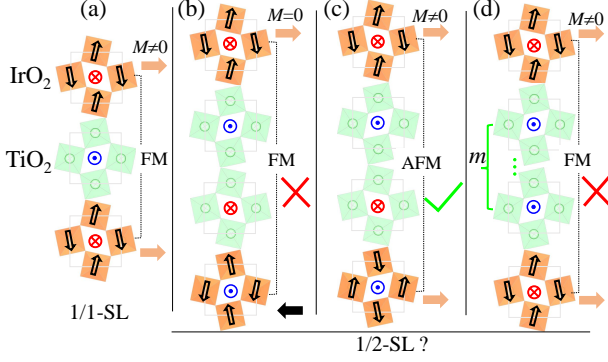 (a)
(b)
(c)
(d)
M≠0
M=0
M≠0
M≠0
IrO₂
TiO₂
FM
FM
AFM
m
FM
1/1-SL
1/2-SL ?